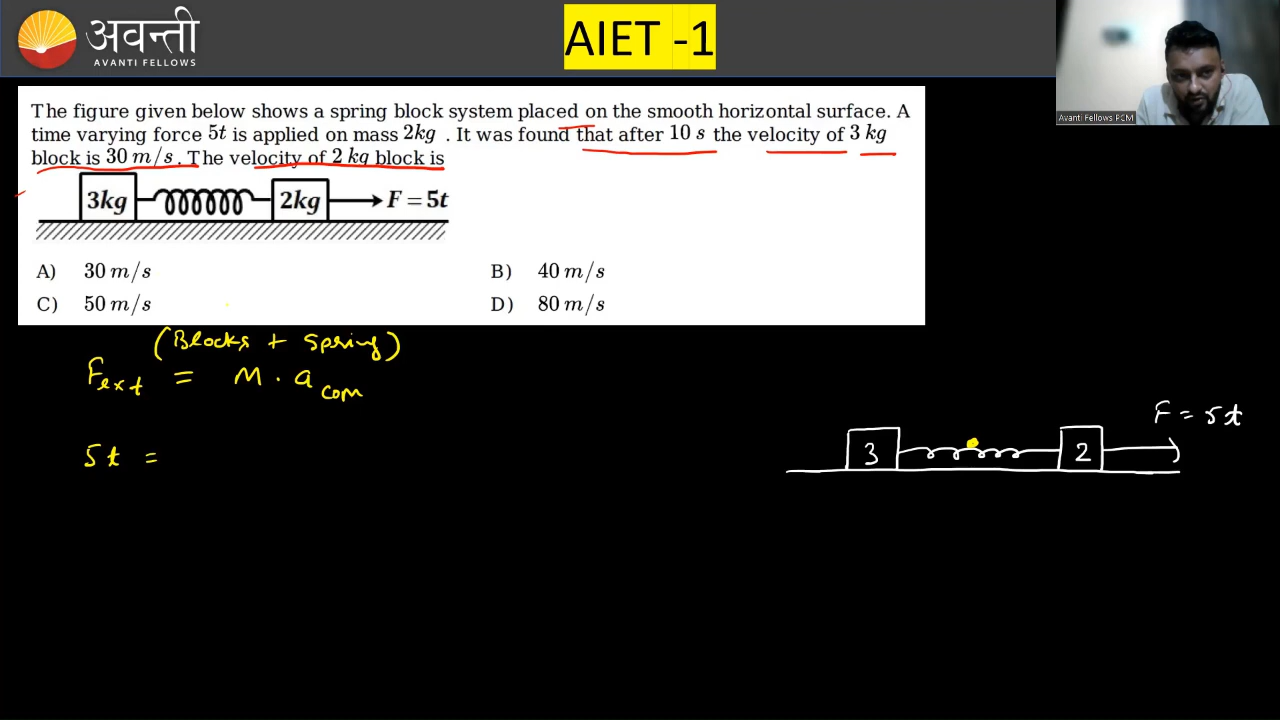 अवन्ती
AVANTI FELLOWS
AIET -1
Avanti Fellows PCM
The figure given below shows a spring block system placed on the smooth horizontal surface. A
time varying force 5t is applied on mass 2kg . It was found that after 10 s the velocity of 3 kg
block is 30 m/s . The velocity of 2 kg block is
3kg 2kg F = 5t
A) 30 m/s B) 40 m/s
C) 50 m/s D) 80 m/s
(Blocks + spring)
Fext = M . a com
5t =
F = 5t
3 2